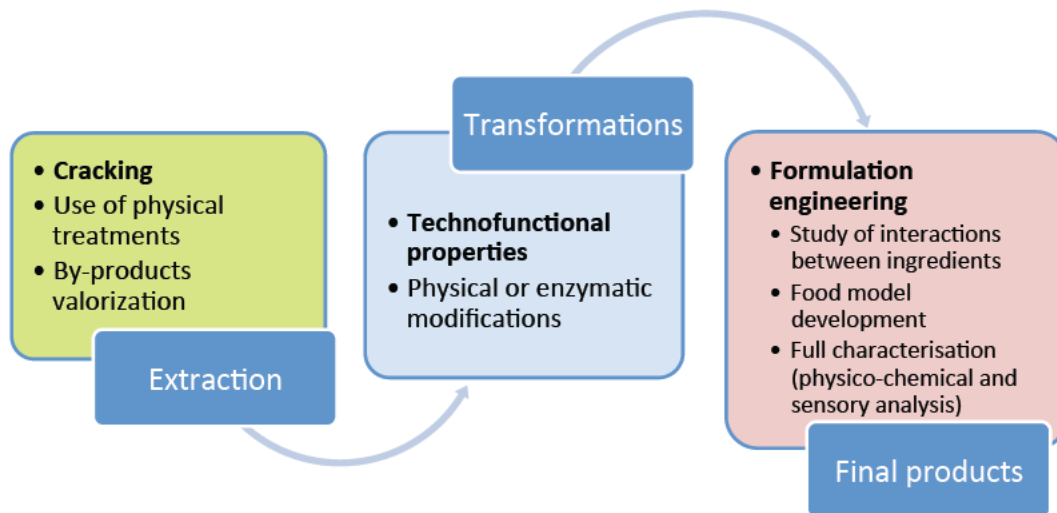 • Cracking
• Use of physical
treatments
• By-products
valorization
Extraction
Transformations
• Technofunctional
properties
• Physical or enzymatic
modifications
• Formulation
engineering
• Study of interactions
between ingredients
• Food model
development
• Full characterisation
(physico-chemical and
sensory analysis)
Final products